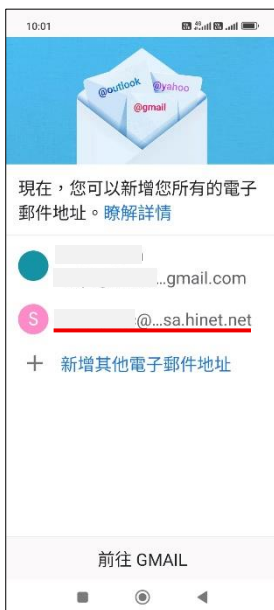 10:01
@outlook @yahoo
@gmail
現在，您可以新增您所有的電子
郵件地址。瞭解詳情
...gmail.com
S
@...sa.hinet.net
+ 新增其他電子郵件地址
前往 GMAIL